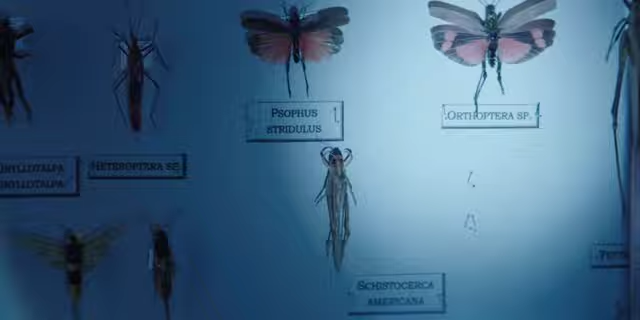 PSOPHUS
STRIDULUS
ORTHOPTERA SP.
HETEROPTERA SP.
SCHISTOCERCA
AMERICANA